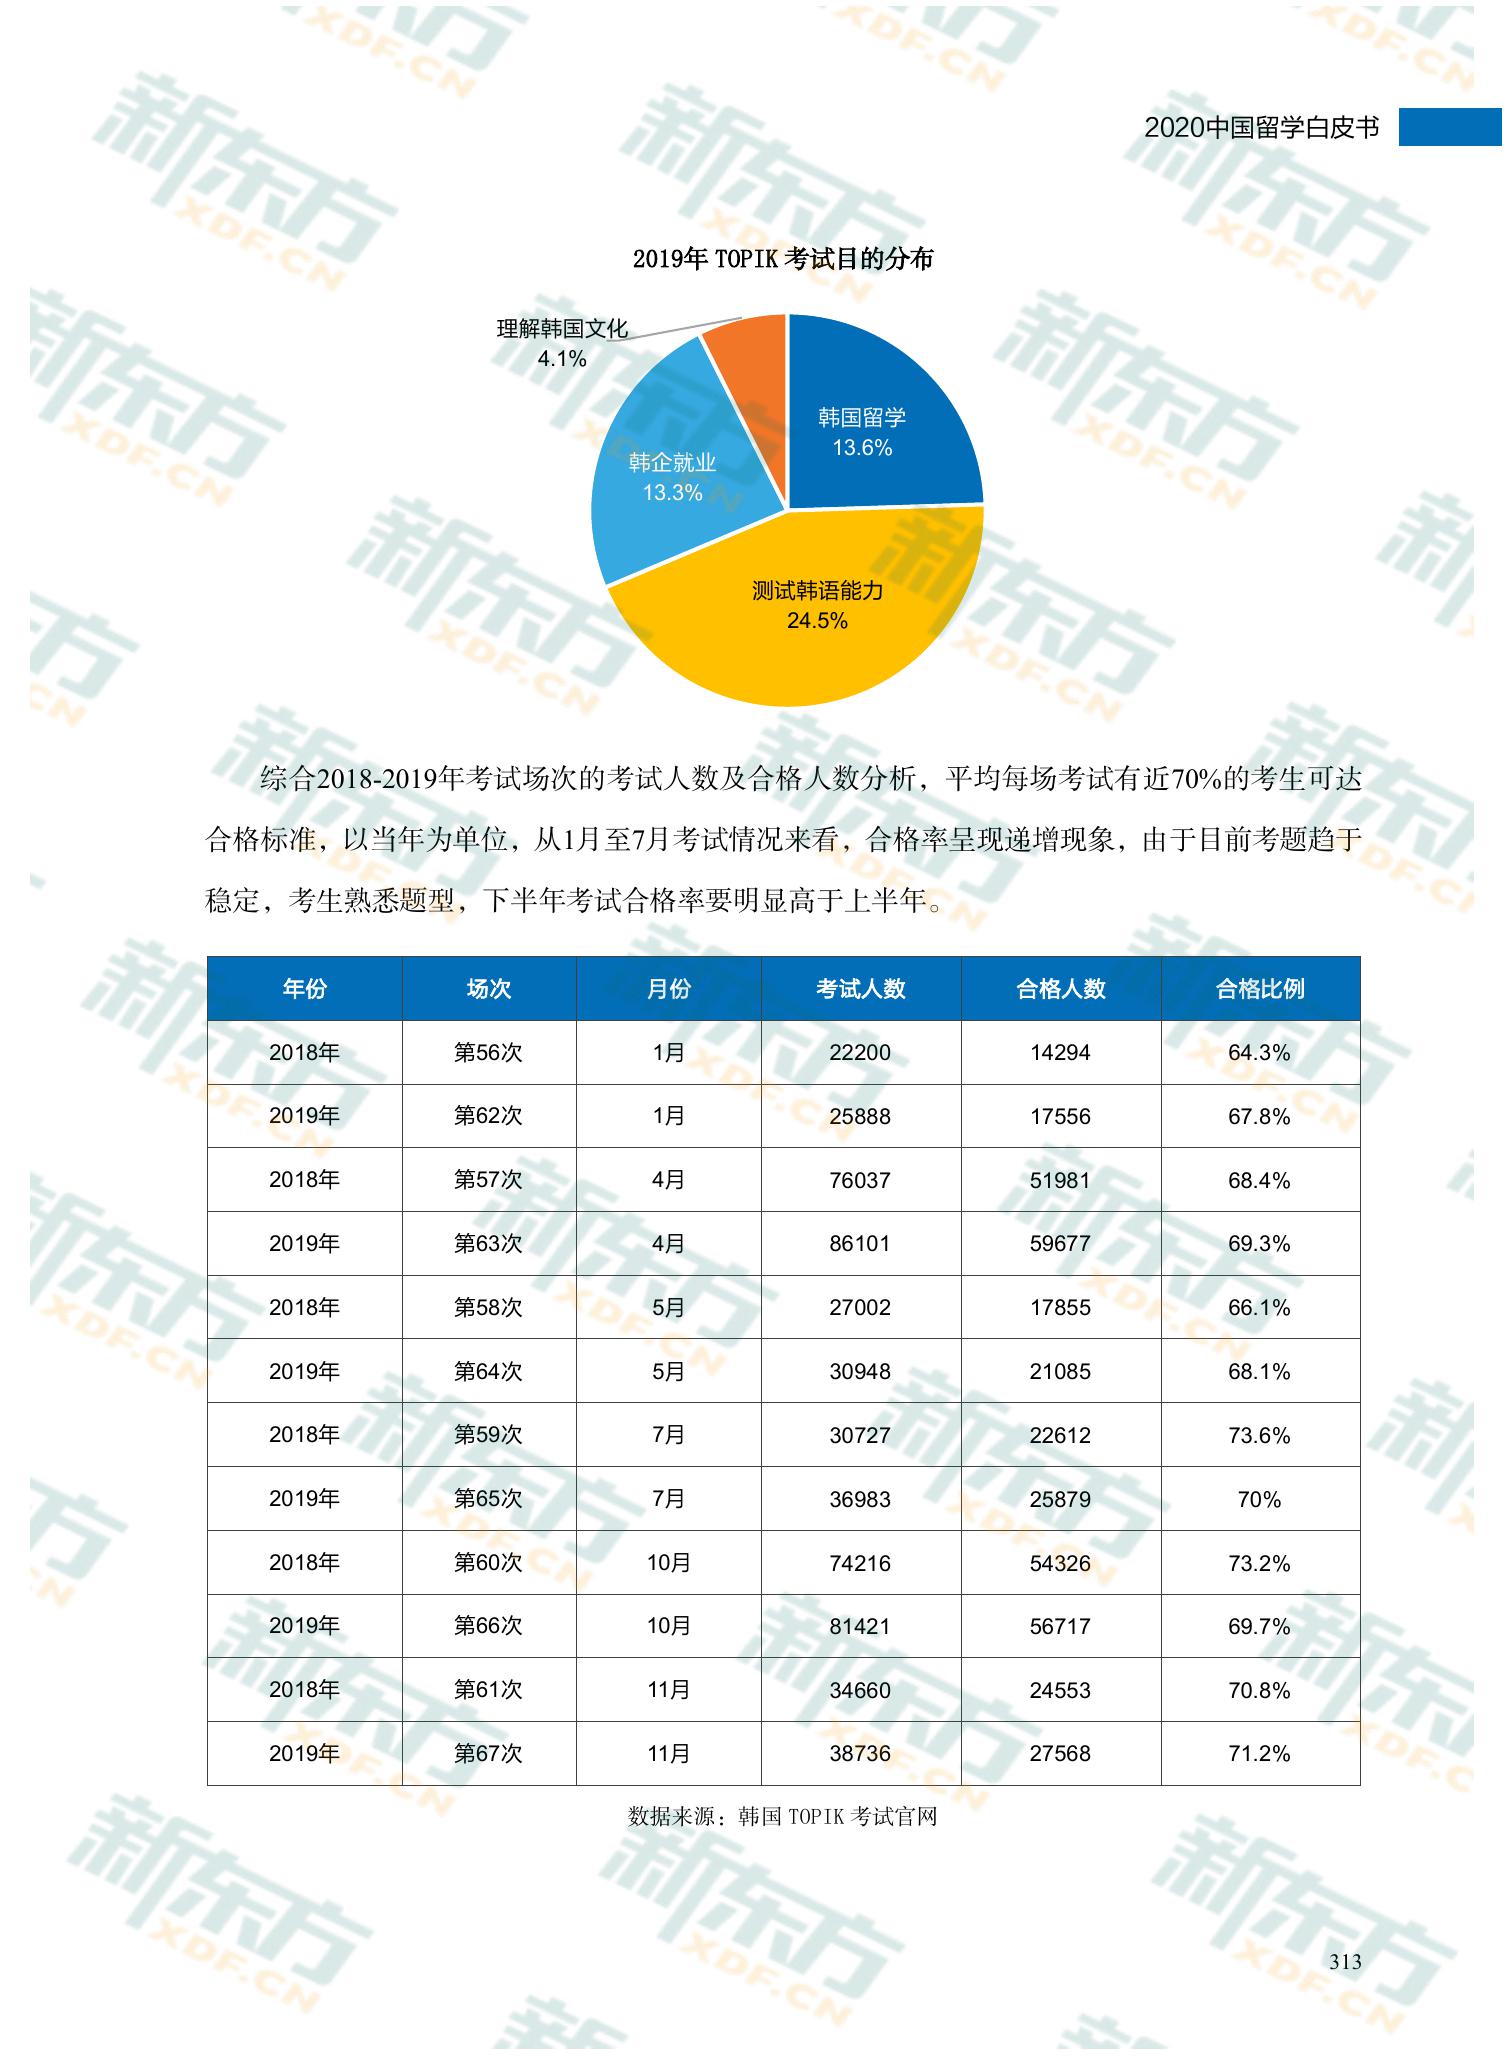 2020中国留学白皮书
2019年 TOPIK 考试目的分布
理解韩国文化
4.1%
韩国留学
13.6%
韩企就业
13.3%
测试韩语能力
24.5%
综合2018-2019年考试场次的考试人数及合格人数分析，平均每场考试有近70%的考生可达
合格标准，以当年为单位，从1月至7月考试情况来看，合格率呈现递增现象，由于目前考题趋于
稳定，考生熟悉题型，下半年考试合格率要明显高于上半年。
年份 场次 月份 考试人数 合格人数 合格比例
2018年 第56次 1月 22200 14294 64.3%
2019年 第62次 1月 25888 17556 67.8%
2018年 第57次 4月 76037 51981 68.4%
2019年 第63次 4月 86101 59677 69.3%
2018年 第58次 5月 27002 17855 66.1%
2019年 第64次 5月 30948 21085 68.1%
2018年 第59次 7月 30727 22612 73.6%
2019年 第65次 7月 36983 25879 70%
2018年 第60次 10月 74216 54326 73.2%
2019年 第66次 10月 81421 56717 69.7%
2018年 第61次 11月 34660 24553 70.8%
2019年 第67次 11月 38736 27568 71.2%
数据来源：韩国 TOPIK 考试官网
313
新东方
XDF.CN